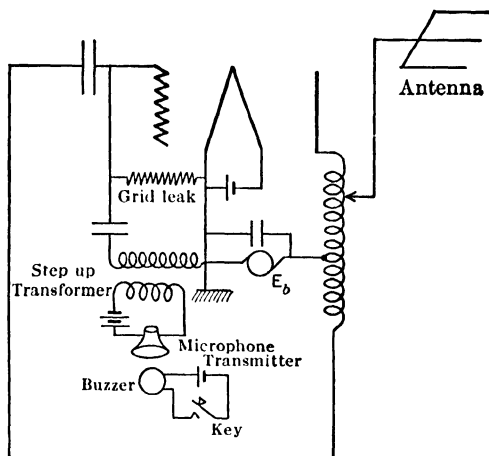 Antenna
Grid leak
Step up
Transformer
E_b
Microphone
Transmitter
Buzzer
Key